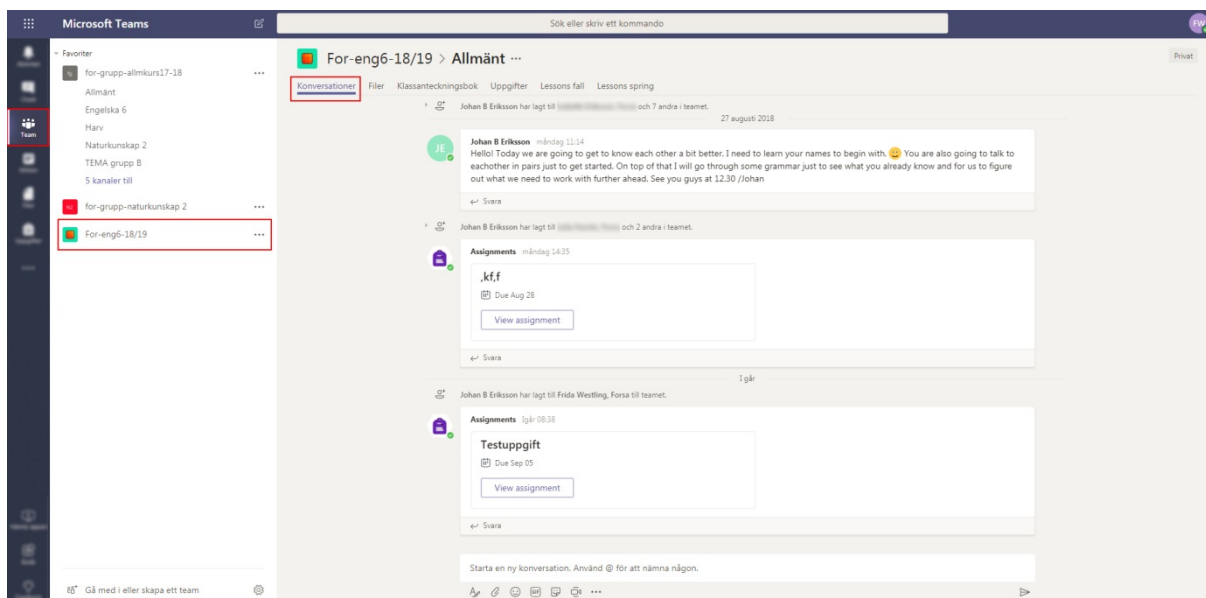 Microsoft Teams
Sök eller skriv ett kommando
FW
Team
Favoriter
for-grupp-allmkurs17-18
Allmänt
Engelska 6
Harv
Naturkunskap 2
TEMA grupp B
5 kanaler till
for-grupp-naturkunskap 2
For-eng6-18/19
Gå med i eller skapa ett team
For-eng6-18/19 > Allmänt ···
Privat
Konversationer Filer Klassanteckningsbok Uppgifter Lessons fall Lessons spring
Johan B Eriksson har lagt till och 7 andra i teamet.
27 augusti 2018
JE
Johan B Eriksson måndag 11:14
Hello! Today we are going to get to know each other a bit better. I need to learn your names to begin with. 😀 You are also going to talk to
eachother in pairs just to get started. On top of that I will go through some grammar just to see what you already know and for us to figure
out what we need to work with further ahead. See you guys at 12.30 /Johan
Svara
Johan B Eriksson har lagt till och 2 andra i teamet.
Assignments måndag 14:35
,kf,f
Due Aug 28
View assignment
Svara
I går
Johan B Eriksson har lagt till Frida Westling, Forsa till teamet.
Assignments Igår 08:38
Testuppgift
Due Sep 05
View assignment
Svara
Starta en ny konversation. Använd @ för att nämna någon.